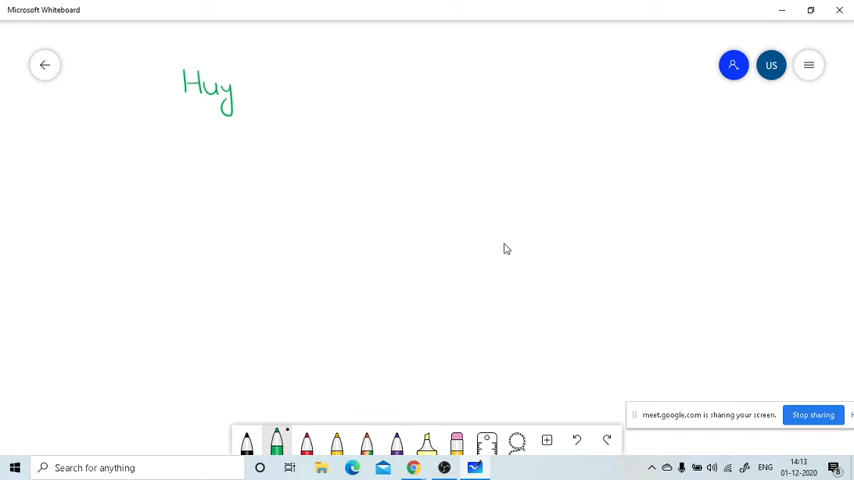 Microsoft Whiteboard
US
Huy
meet.google.com is sharing your screen.
Stop sharing
Search for anything
ENG
14:13
01-12-2020
8